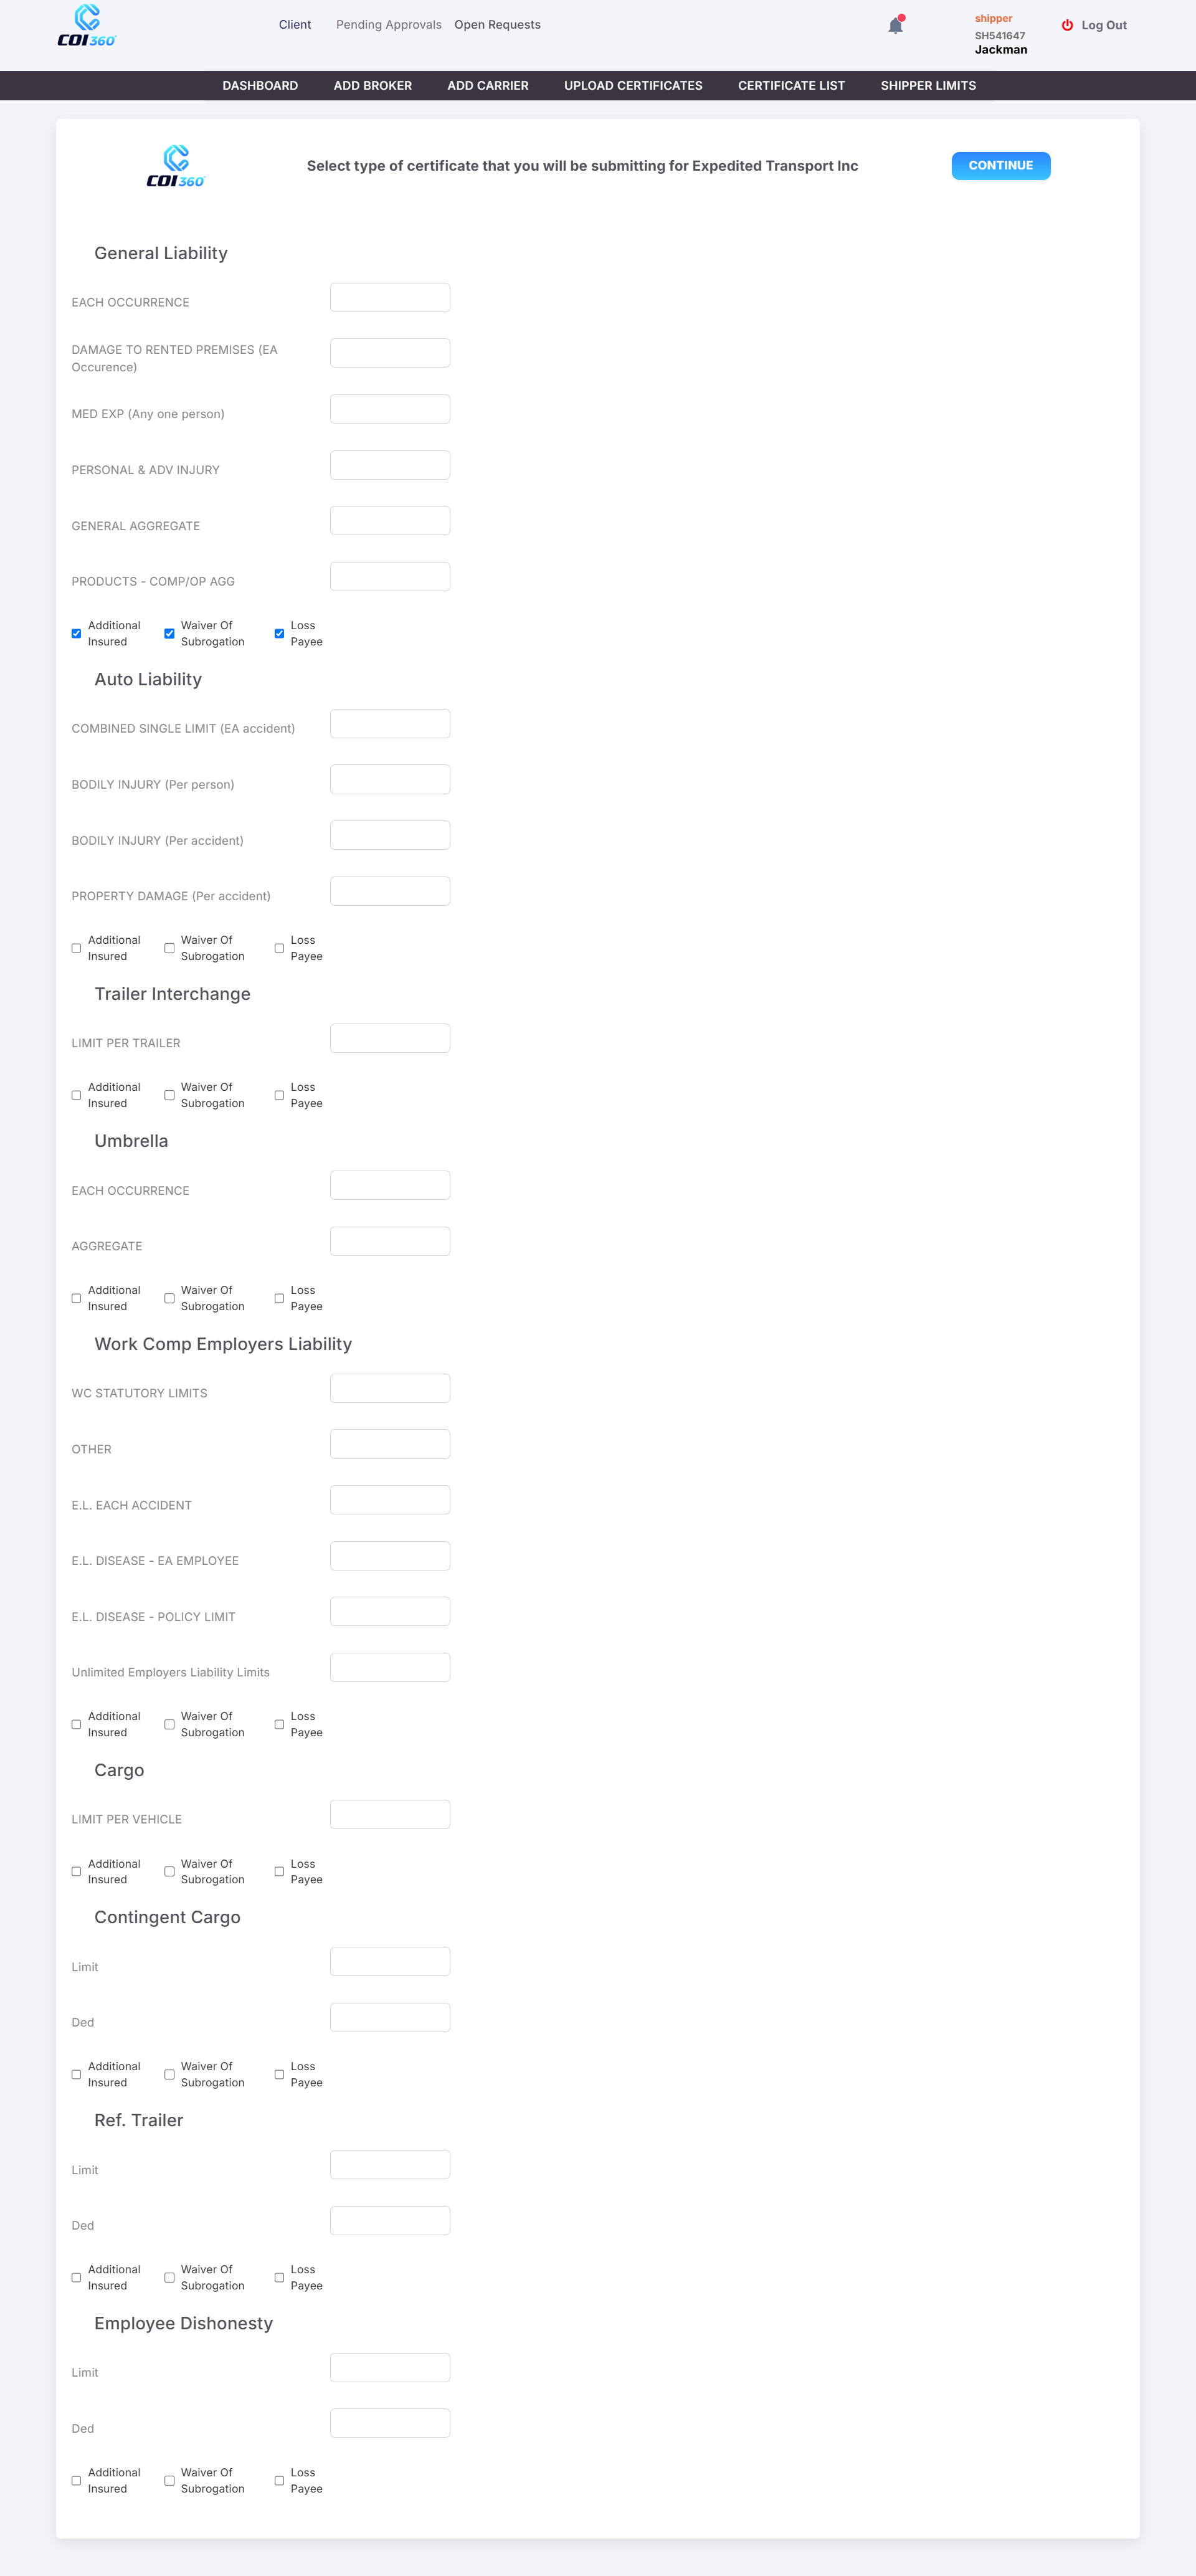 COI360
Client
Pending Approvals
Open Requests
shipper
SH541647
Jackman
Log Out
DASHBOARD
ADD BROKER
ADD CARRIER
UPLOAD CERTIFICATES
CERTIFICATE LIST
SHIPPER LIMITS
COI360
Select type of certificate that you will be submitting for Expedited Transport Inc
CONTINUE
General Liability
EACH OCCURRENCE
DAMAGE TO RENTED PREMISES (EA
Occurence)
MED EXP (Any one person)
PERSONAL & ADV INJURY
GENERAL AGGREGATE
PRODUCTS - COMP/OP AGG
Additional
Insured
Waiver Of
Subrogation
Loss
Payee
Auto Liability
COMBINED SINGLE LIMIT (EA accident)
BODILY INJURY (Per person)
BODILY INJURY (Per accident)
PROPERTY DAMAGE (Per accident)
Additional
Insured
Waiver Of
Subrogation
Loss
Payee
Trailer Interchange
LIMIT PER TRAILER
Additional
Insured
Waiver Of
Subrogation
Loss
Payee
Umbrella
EACH OCCURRENCE
AGGREGATE
Additional
Insured
Waiver Of
Subrogation
Loss
Payee
Work Comp Employers Liability
WC STATUTORY LIMITS
OTHER
E.L. EACH ACCIDENT
E.L. DISEASE - EA EMPLOYEE
E.L. DISEASE - POLICY LIMIT
Unlimited Employers Liability Limits
Additional
Insured
Waiver Of
Subrogation
Loss
Payee
Cargo
LIMIT PER VEHICLE
Additional
Insured
Waiver Of
Subrogation
Loss
Payee
Contingent Cargo
Limit
Ded
Additional
Insured
Waiver Of
Subrogation
Loss
Payee
Ref. Trailer
Limit
Ded
Additional
Insured
Waiver Of
Subrogation
Loss
Payee
Employee Dishonesty
Limit
Ded
Additional
Insured
Waiver Of
Subrogation
Loss
Payee